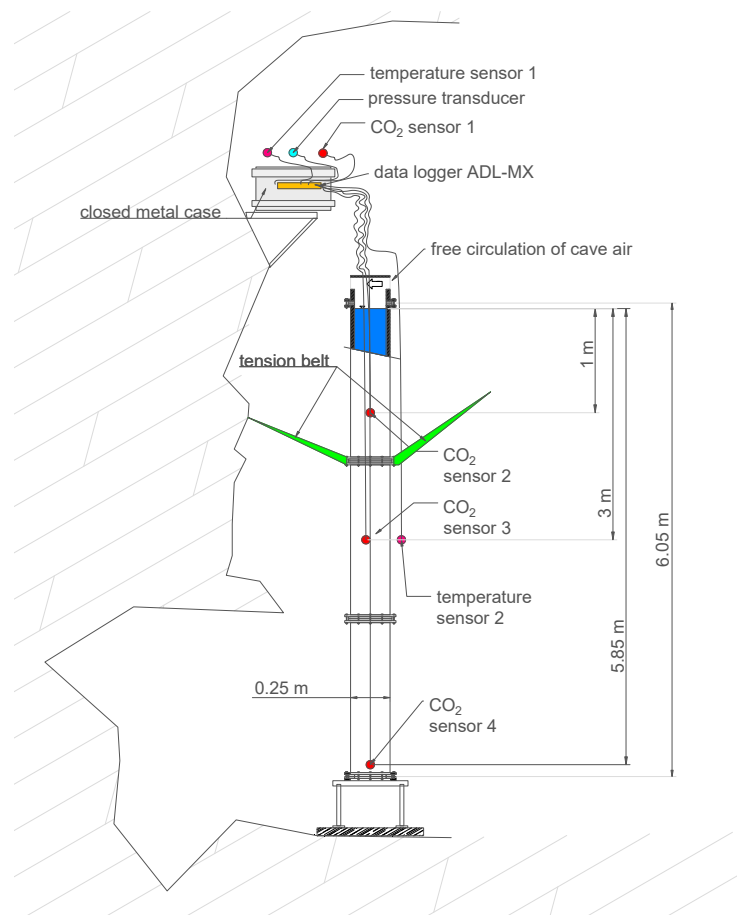 temperature sensor 1
pressure transducer
CO₂ sensor 1
data logger ADL-MX
closed metal case
free circulation of cave air
1 m
tension belt
CO₂
sensor 2
CO₂
sensor 3
3 m
6.05 m
temperature
sensor 2
5.85 m
0.25 m
CO₂
sensor 4